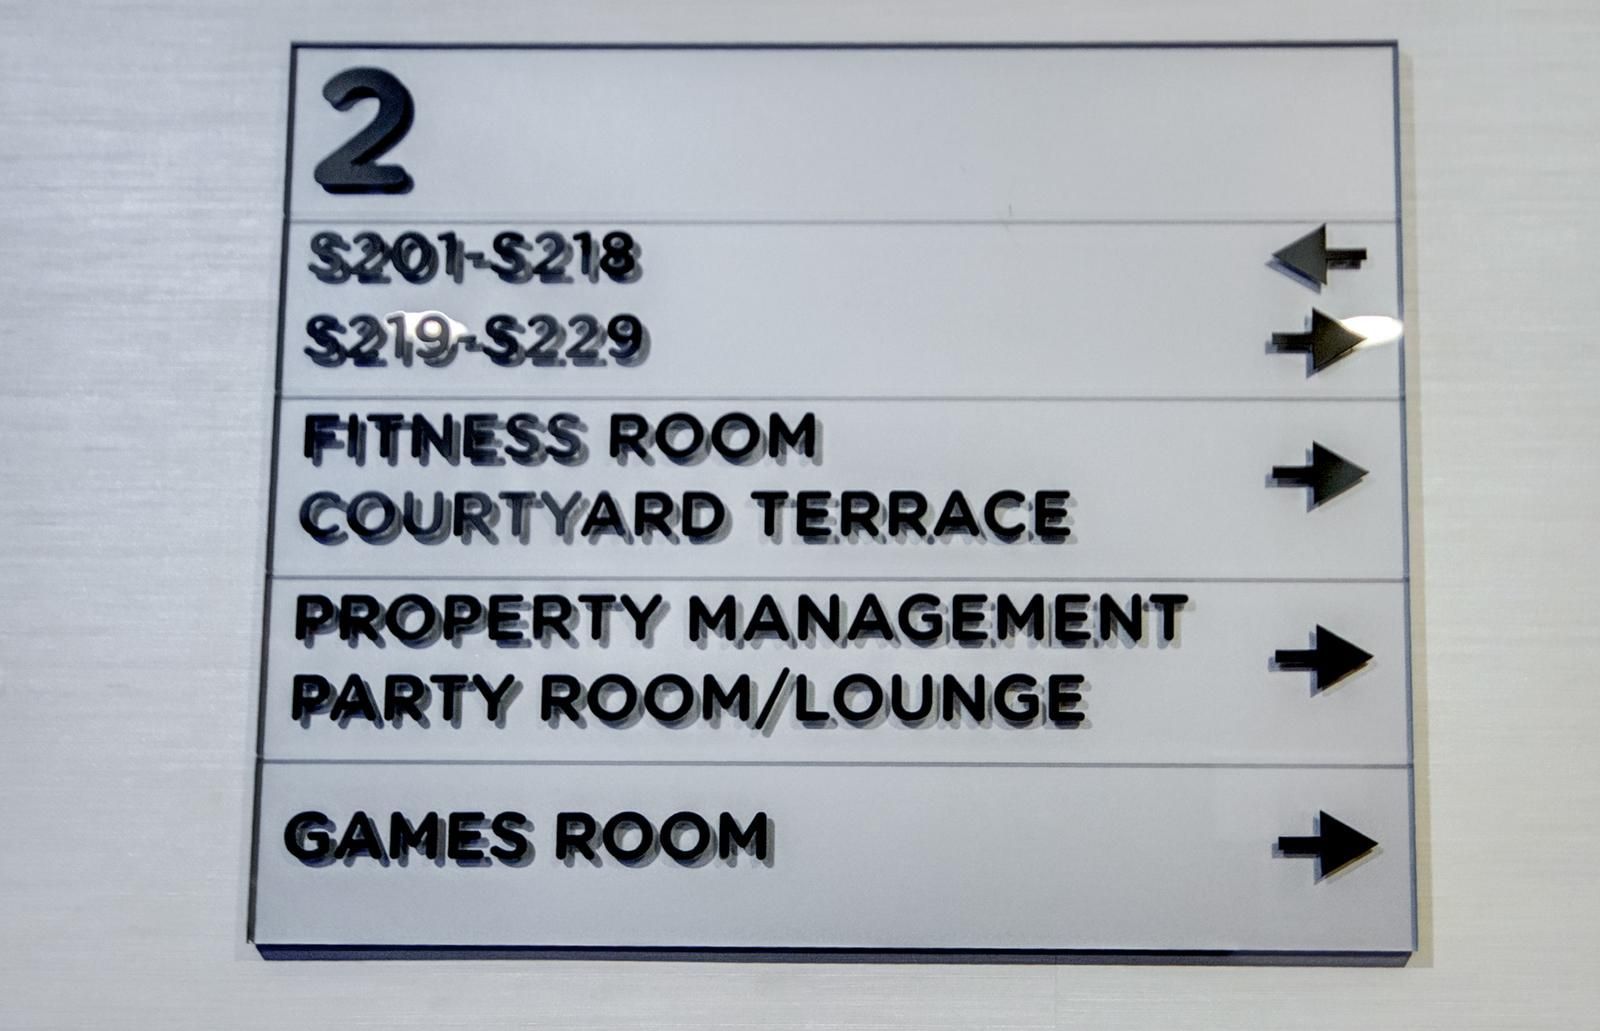 2
S201-S218
S219-S229
FITNESS ROOM
COURTYARD TERRACE
PROPERTY MANAGEMENT
PARTY ROOM/LOUNGE
GAMES ROOM